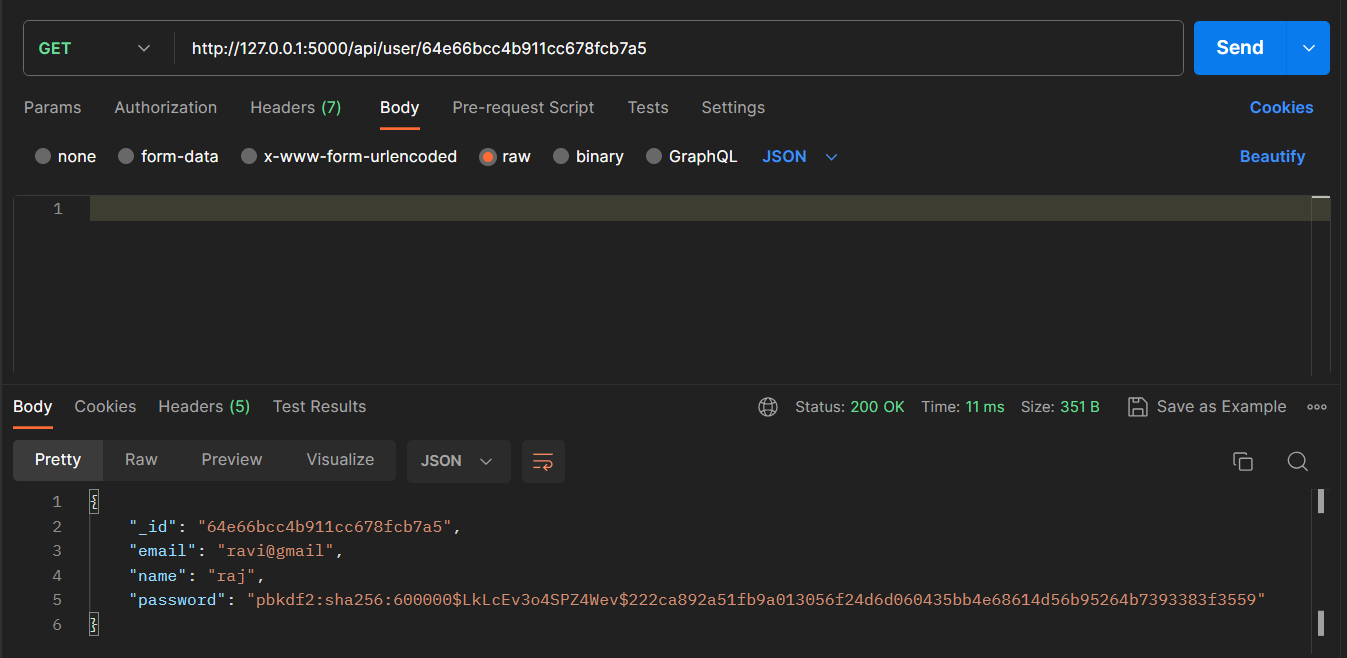 GET http://127.0.0.1:5000/api/user/64e66bcc4b911cc678fcb7a5 Send
Params Authorization Headers (7) Body Pre-request Script Tests Settings Cookies
none form-data x-www-form-urlencoded raw binary GraphQL JSON Beautify
1
Body Cookies Headers (5) Test Results Status: 200 OK Time: 11 ms Size: 351 B Save as Example
Pretty Raw Preview Visualize JSON
1 {
2 "_id": "64e66bcc4b911cc678fcb7a5",
3 "email": "ravi@gmail",
4 "name": "raj",
5 "password": "pbkdf2:sha256:600000$LkLcEv3o4SPZ4Wev$222ca892a51fb9a013056f24d6d060435bb4e68614d56b95264b7393383f3559"
6 }